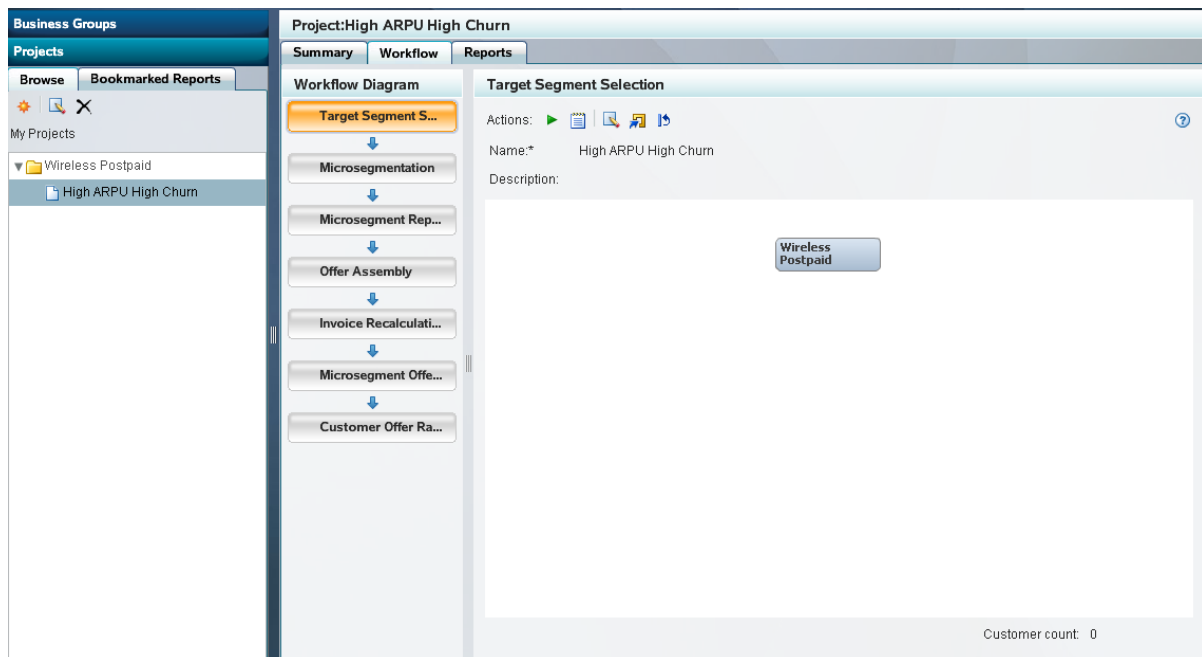 Business Groups
Projects
Browse
Bookmarked Reports
My Projects
Wireless Postpaid
High ARPU High Churn
Project:High ARPU High Churn
Summary
Workflow
Reports
Workflow Diagram
Target Segment S...
Microsegmentation
Microsegment Rep...
Offer Assembly
Invoice Recalculati...
Microsegment Offe...
Customer Offer Ra...
Target Segment Selection
Actions:
Name:* High ARPU High Churn
Description:
Wireless
Postpaid
Customer count: 0